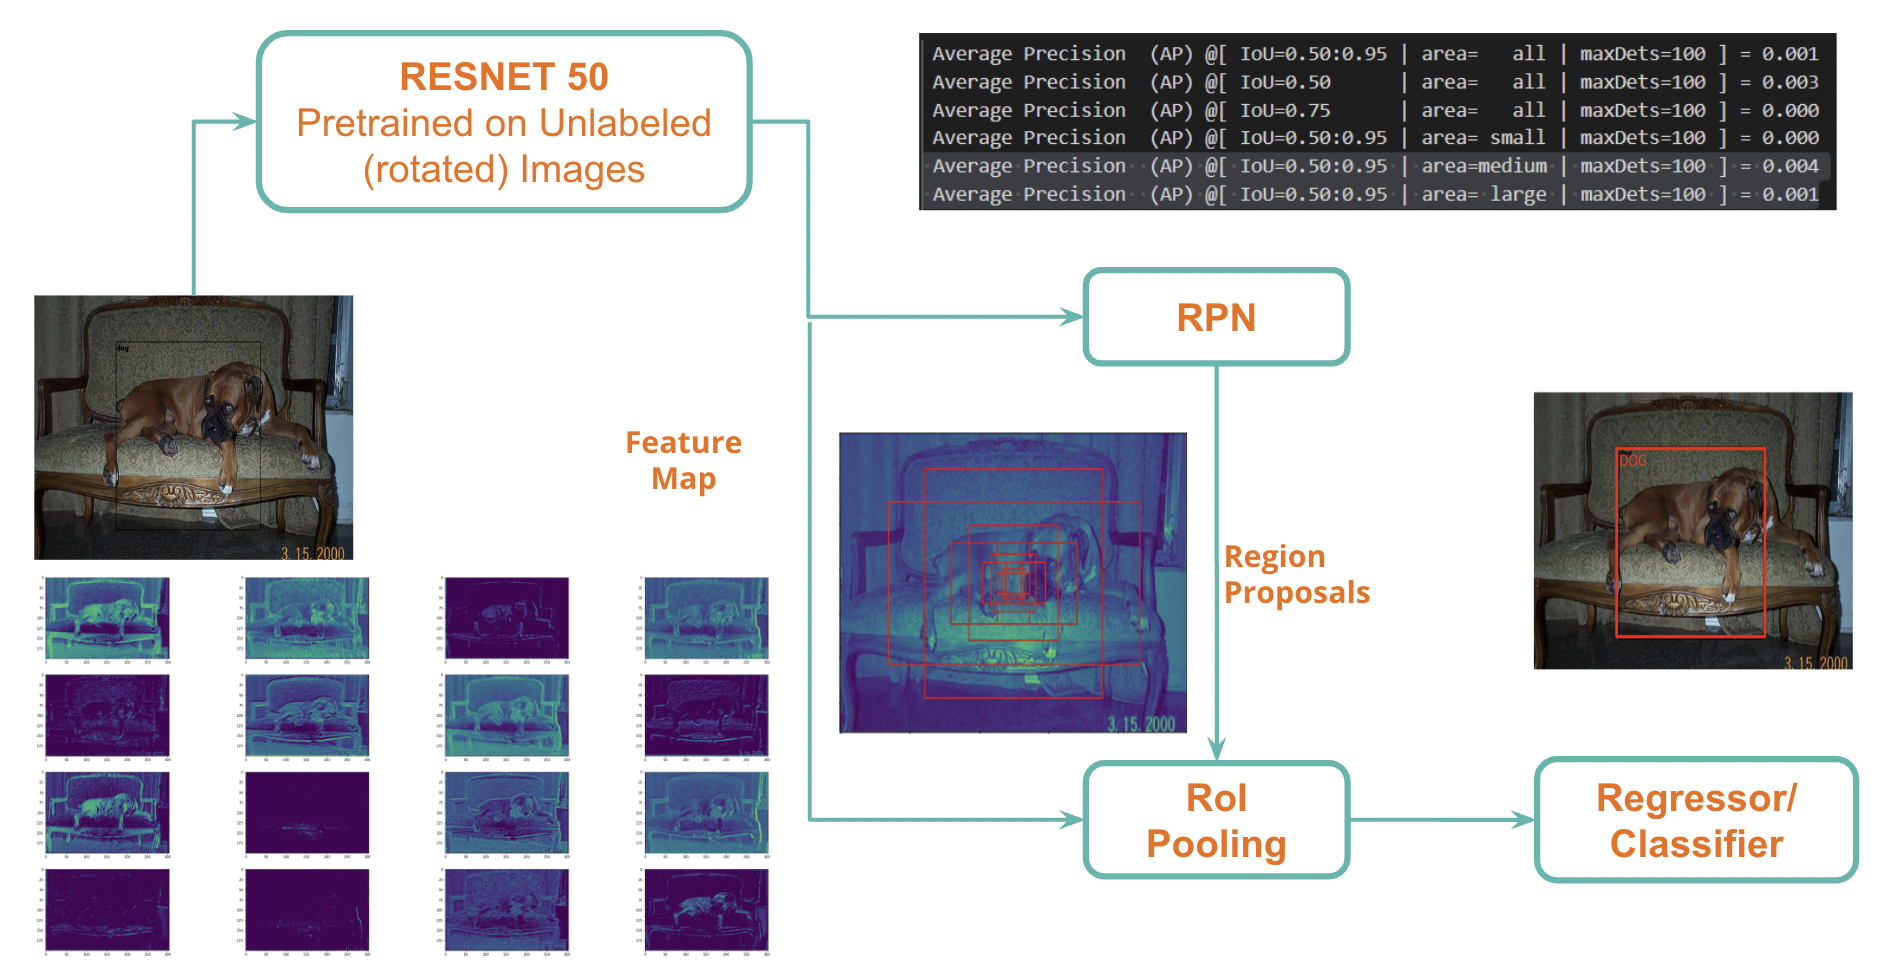 RESNET 50
Pretrained on Unlabeled
(rotated) Images
Average Precision  (AP) @[ IoU=0.50:0.95 | area=   all | maxDets=100 ] = 0.001
Average Precision  (AP) @[ IoU=0.50      | area=   all | maxDets=100 ] = 0.003
Average Precision  (AP) @[ IoU=0.75      | area=   all | maxDets=100 ] = 0.000
Average Precision  (AP) @[ IoU=0.50:0.95 | area= small | maxDets=100 ] = 0.000
Average Precision  (AP) @[ IoU=0.50:0.95 | area=medium | maxDets=100 ] = 0.004
Average Precision  (AP) @[ IoU=0.50:0.95 | area= large | maxDets=100 ] = 0.001
RPN
dog
3. 15. 2000
Feature
Map
3. 15. 2000
Region
Proposals
DOG
3. 15. 2000
RoI
Pooling
Regressor/
Classifier